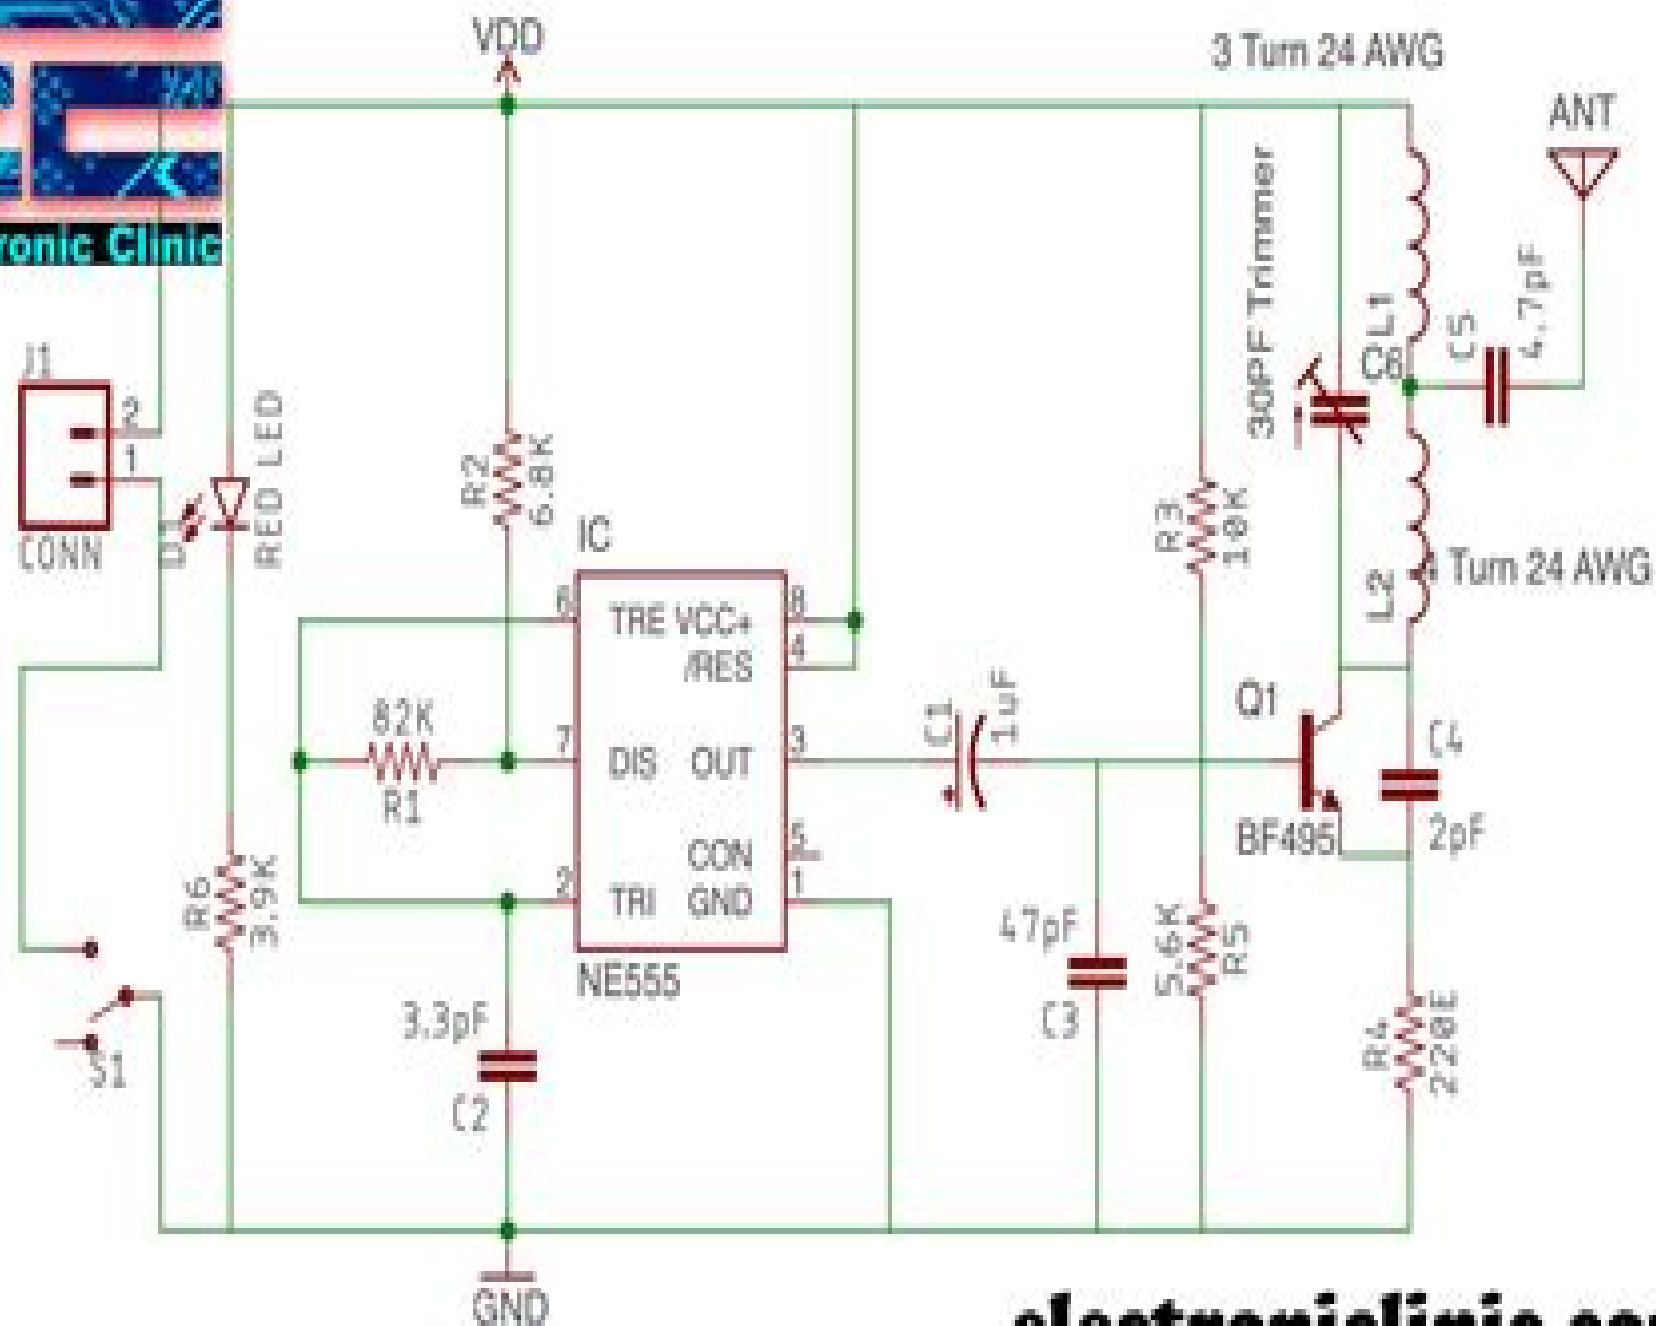 VDD
3 Turn 24 AWG
ANT
ronic Clinic
30PF Trimmer
L1
C6
C5
4.7pF
J1
2
1
CONN
RED LED
R2
6.8K
R3
10K
L2
Turn 24 AWG
IC
6
TRE VCC+
8
/RES
4
82K
R1
7
DIS OUT
3
CON
5
2
TRI GND
1
NE555
C1
1uF
Q1
BF495
C4
2pF
R6
3.9K
S1
3.3pF
C2
47pF
C3
5.6K
R5
R4
220E
GND